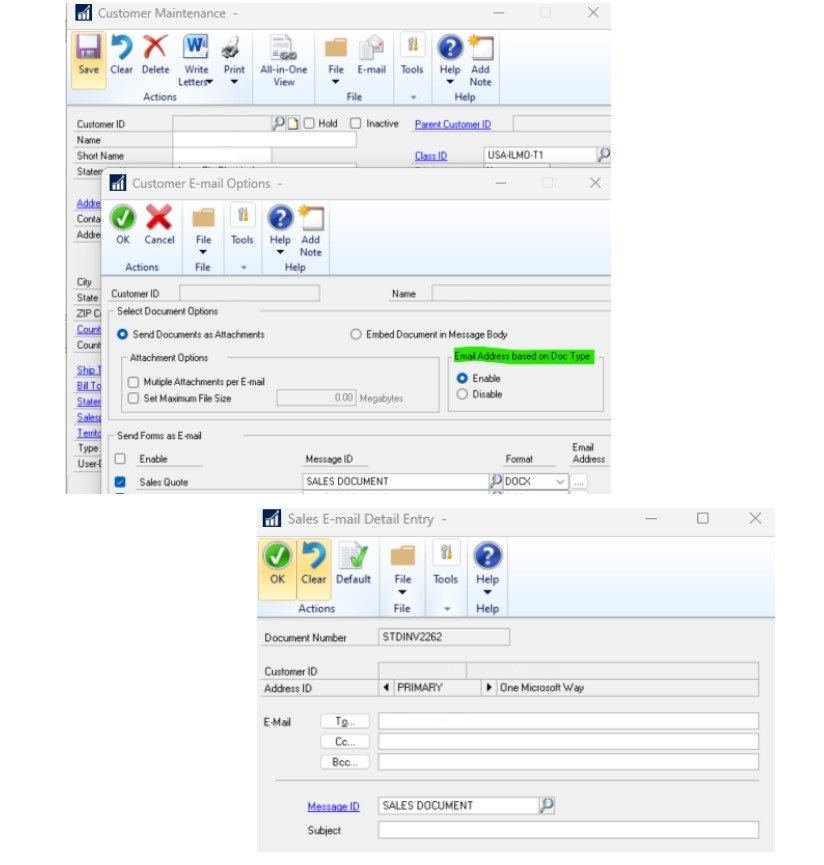 Customer Maintenance -
Save Clear Delete Write Letters Print All-in-One View File E-mail Tools Help Add Note
Actions File Help
Customer ID Hold Inactive Parent Customer ID
Name
Short Name Class ID USA-ILMO-T1
Customer E-mail Options -
Addre
Conta
Addre
OK Cancel File Tools Help Add Note
Actions File Help
City
State
ZIP C
Count
Count
Ship T
Bill To
Stater
Sales
Territo
Type
User-D
Customer ID Name
Select Document Options
Send Documents as Attachments Embed Document in Message Body
Attachment Options Email Address based on Doc Type
Mutiple Attachments per E-mail Enable
Set Maximum File Size 0.00 Megabytes Disable
Send Forms as E-mail
Enable Message ID Format Email Address
Sales Quote SALES DOCUMENT DOCX ....
Sales E-mail Detail Entry -
OK Clear Default File Tools Help
Actions File Help
Document Number STDINV2262
Customer ID
Address ID PRIMARY One Microsoft Way
E-Mail To...
Cc...
Bcc...
Message ID SALES DOCUMENT
Subject